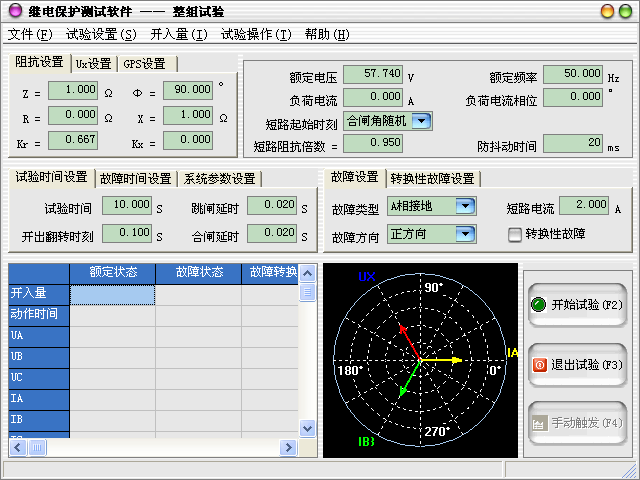 继电保护测试软件 —— 整组试验
文件(F) 试验设置(S) 开入量(I) 试验操作(T) 帮助(H)
阻抗设置 Ux设置 GPS设置
Z = 1.000 Ω Φ = 90.000 °
R = 0.000 Ω X = 1.000 Ω
Kr = 0.667 Kx = 0.000
额定电压 57.740 V 额定频率 50.000 Hz
负荷电流 0.000 A 负荷电流相位 0.000 °
短路起始时刻 合闸角随机
短路阻抗倍数 = 0.950 防抖动时间 20 ms
试验时间设置 故障时间设置 系统参数设置
试验时间 10.000 S 跳闸延时 0.020 S
开出翻转时刻 0.100 S 合闸延时 0.020 S
故障设置 转换性故障设置
故障类型 A相接地 短路电流 2.000 A
故障方向 正方向 转换性故障
额定状态 故障状态 故障转换
开入量
动作时间
UA
UB
UC
IA
IB
UX
90°
IA
180° 0°
270°
IB}
开始试验(F2)
退出试验(F3)
手动触发(F4)